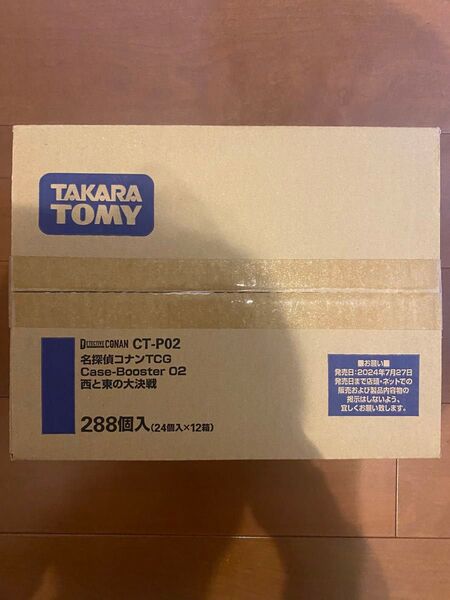 TAKARA
TOMY
DETECTIVE CONAN CT-P02
名探偵コナンTCG
Case-Booster 02
西と東の大決戦
288個入(24個入×12箱)
■お願い■
発売日:2024年7月27日
発売日まで店頭・ネットでの
販売および製品内容物の
掲示はしないよう、
宜しくお願い致します。